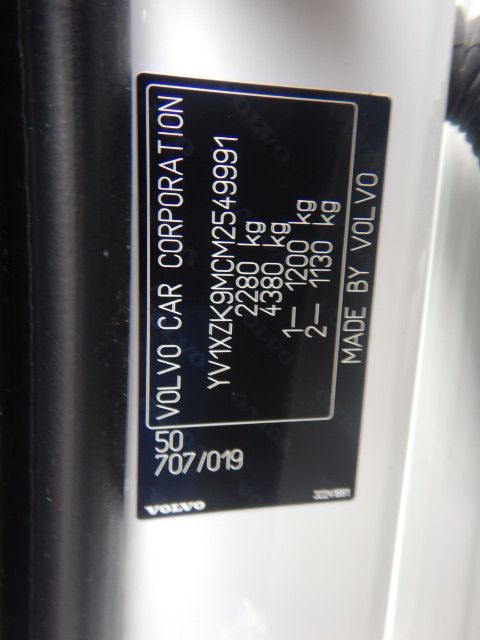 VOLVO CAR CORPORATION
YV1XZK9MCM2549991
2280 kg
4380 kg
1— 1200 kg
2— 1130 kg
MADE BY VOLVO
50
707/019
VOLVO